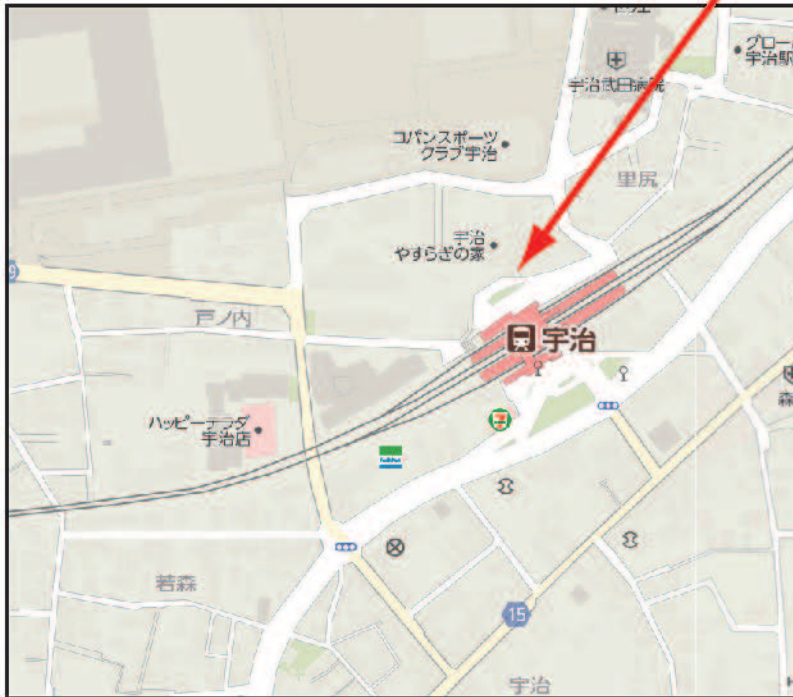 グロー
宇治駅
宇治武田病院
コパンスポーツ
クラブ宇治
里尻
宇治
やすらぎの家
戸ノ内
宇治
ハッピーテラダ
宇治店
森
若森
15
宇治